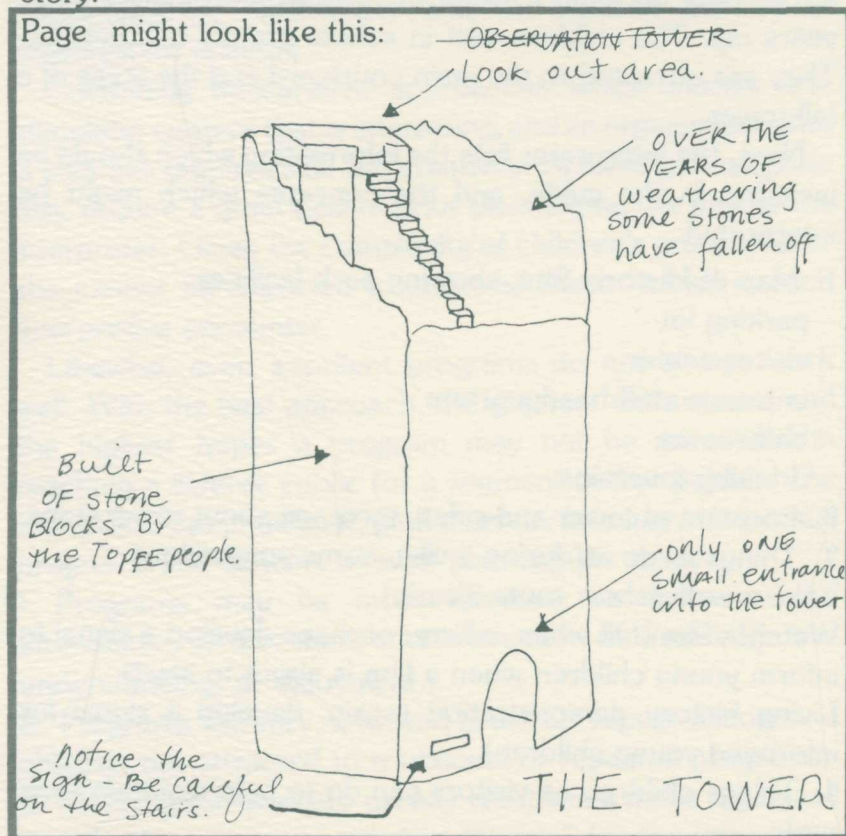 story.
Page might look like this:
OBSERVATION TOWER
Look out area.
OVER THE
YEARS OF
weathering
some stones
have fallen off
Built
OF stone
BLOCKS BY
the TOPEE people
only ONE
SMALL entrance
into the tower
notice the
sign - Be careful
on the stairs.
THE TOWER